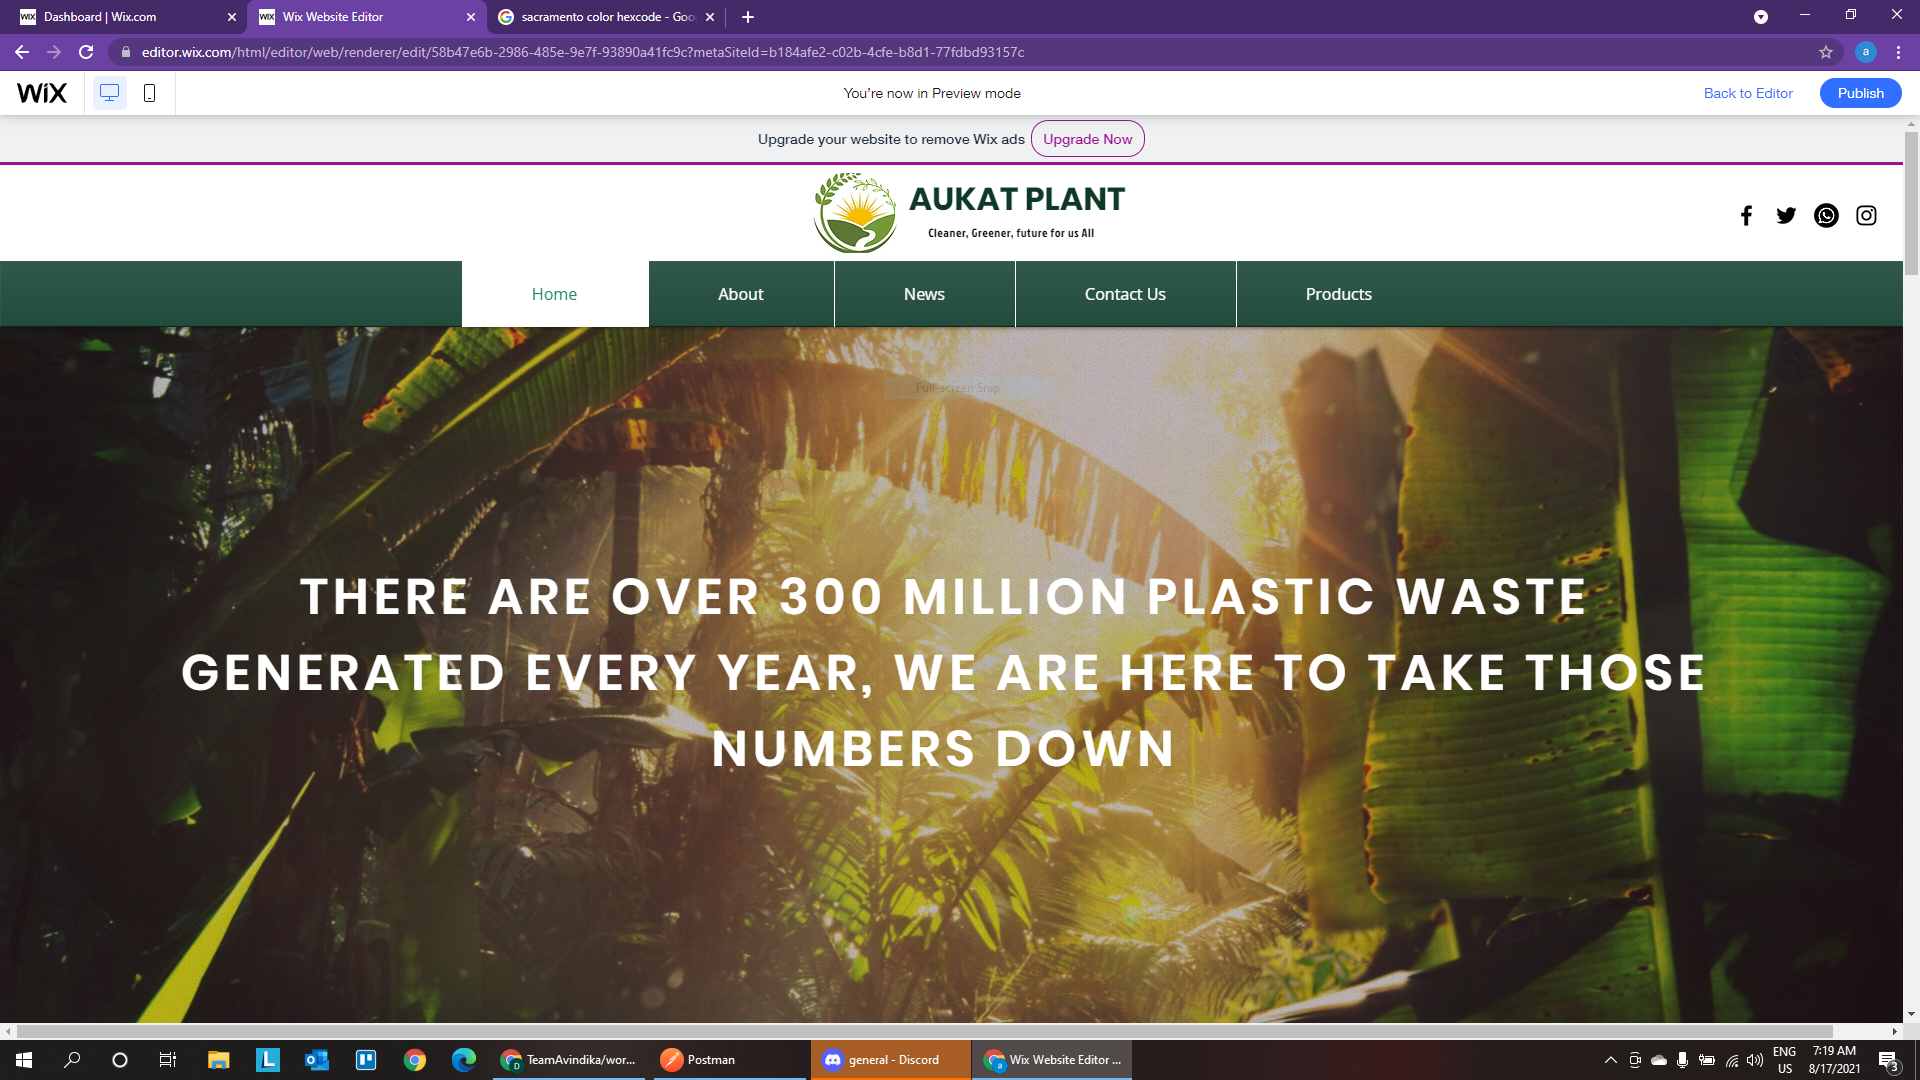 WiX Dashboard | Wix.com
WiX Wix Website Editor
G sacramento color hexcode - Goo
editor.wix.com/html/editor/web/renderer/edit/58b47e6b-2986-485e-9e7f-93890a41fc9c?metaSiteId=b184afe2-c02b-4cfe-b8d1-77fdbd93157c
a
WiX
You're now in Preview mode
Back to Editor
Publish
Upgrade your website to remove Wix ads
Upgrade Now
AUKAT PLANT
Cleaner, Greener, future for us All
Home
About
News
Contact Us
Products
Full-screen Snip
THERE ARE OVER 300 MILLION PLASTIC WASTE
GENERATED EVERY YEAR, WE ARE HERE TO TAKE THOSE
NUMBERS DOWN
L
TeamAvindika/wor...
Postman
general - Discord
Wix Website Editor ...
ENG
US
7:19 AM
8/17/2021
3